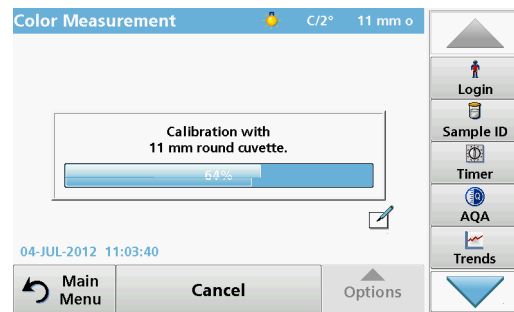 Color Measurement C/2° 11 mm o
Login
Sample ID
Timer
AQA
Trends
Calibration with
11 mm round cuvette.
64%
04-JUL-2012 11:03:40
Main
Menu
Cancel
Options